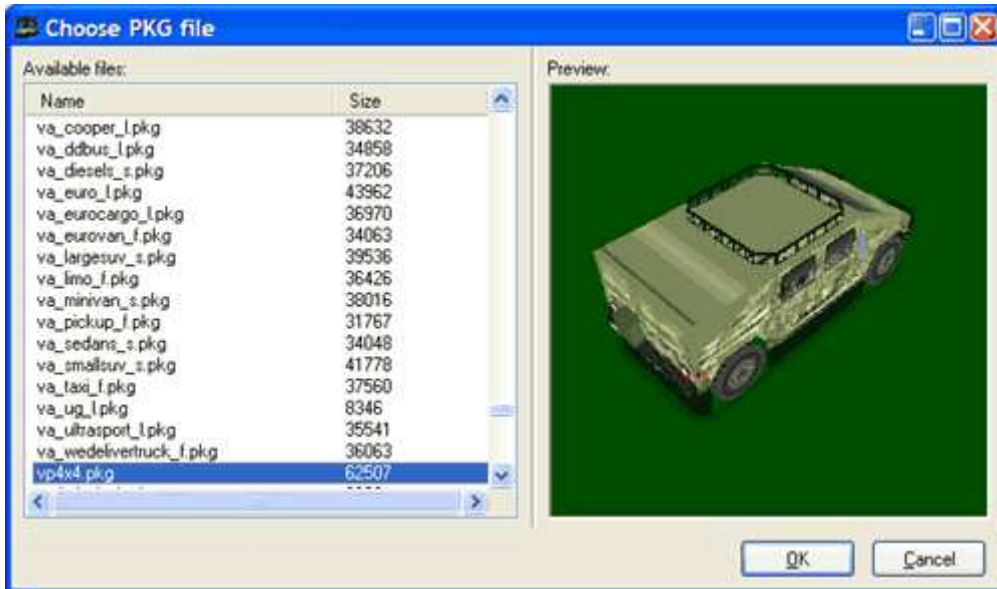 Choose PKG file
Available files:
Preview:
Name Size
va_cooper_l.pkg 38632
va_ddbus_l.pkg 34858
va_diesels_s.pkg 37206
va_euro_l.pkg 43962
va_eurocargo_l.pkg 36970
va_eurovan_f.pkg 34063
va_largesuv_s.pkg 39536
va_limo_f.pkg 36426
va_minivan_s.pkg 38016
va_pickup_f.pkg 31767
va_sedans_s.pkg 34048
va_smallsuv_s.pkg 41778
va_taxi_f.pkg 37560
va_ug_l.pkg 8346
va_ultrasport_l.pkg 35541
va_wedelivertruck_f.pkg 36063
vp4x4.pkg 62507
OK
Cancel